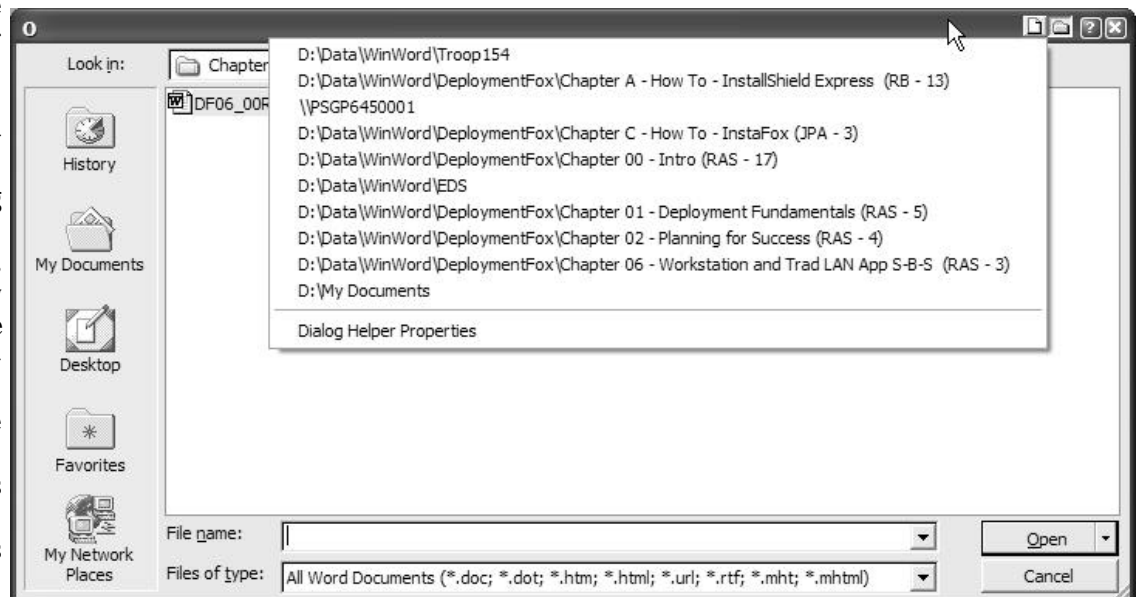 O
Look in:
Chapter
D:\Data\WinWord\Troop154
D:\Data\WinWord\DeploymentFox\Chapter A - How To - InstallShield Express (RB - 13)
\\PSGP6450001
D:\Data\WinWord\DeploymentFox\Chapter C - How To - InstaFox (JPA - 3)
D:\Data\WinWord\DeploymentFox\Chapter 00 - Intro (RAS - 17)
D:\Data\WinWord\EDS
D:\Data\WinWord\DeploymentFox\Chapter 01 - Deployment Fundamentals (RAS - 5)
D:\Data\WinWord\DeploymentFox\Chapter 02 - Planning for Success (RAS - 4)
D:\Data\WinWord\DeploymentFox\Chapter 06 - Workstation and Trad LAN App S-B-S (RAS - 3)
D:\My Documents
Dialog Helper Properties
DF06_00R
History
My Documents
Desktop
Favorites
My Network
Places
File name:
Open
Files of type:
All Word Documents (*.doc; *.dot; *.htm; *.html; *.url; *.rtf; *.mht; *.mhtml)
Cancel